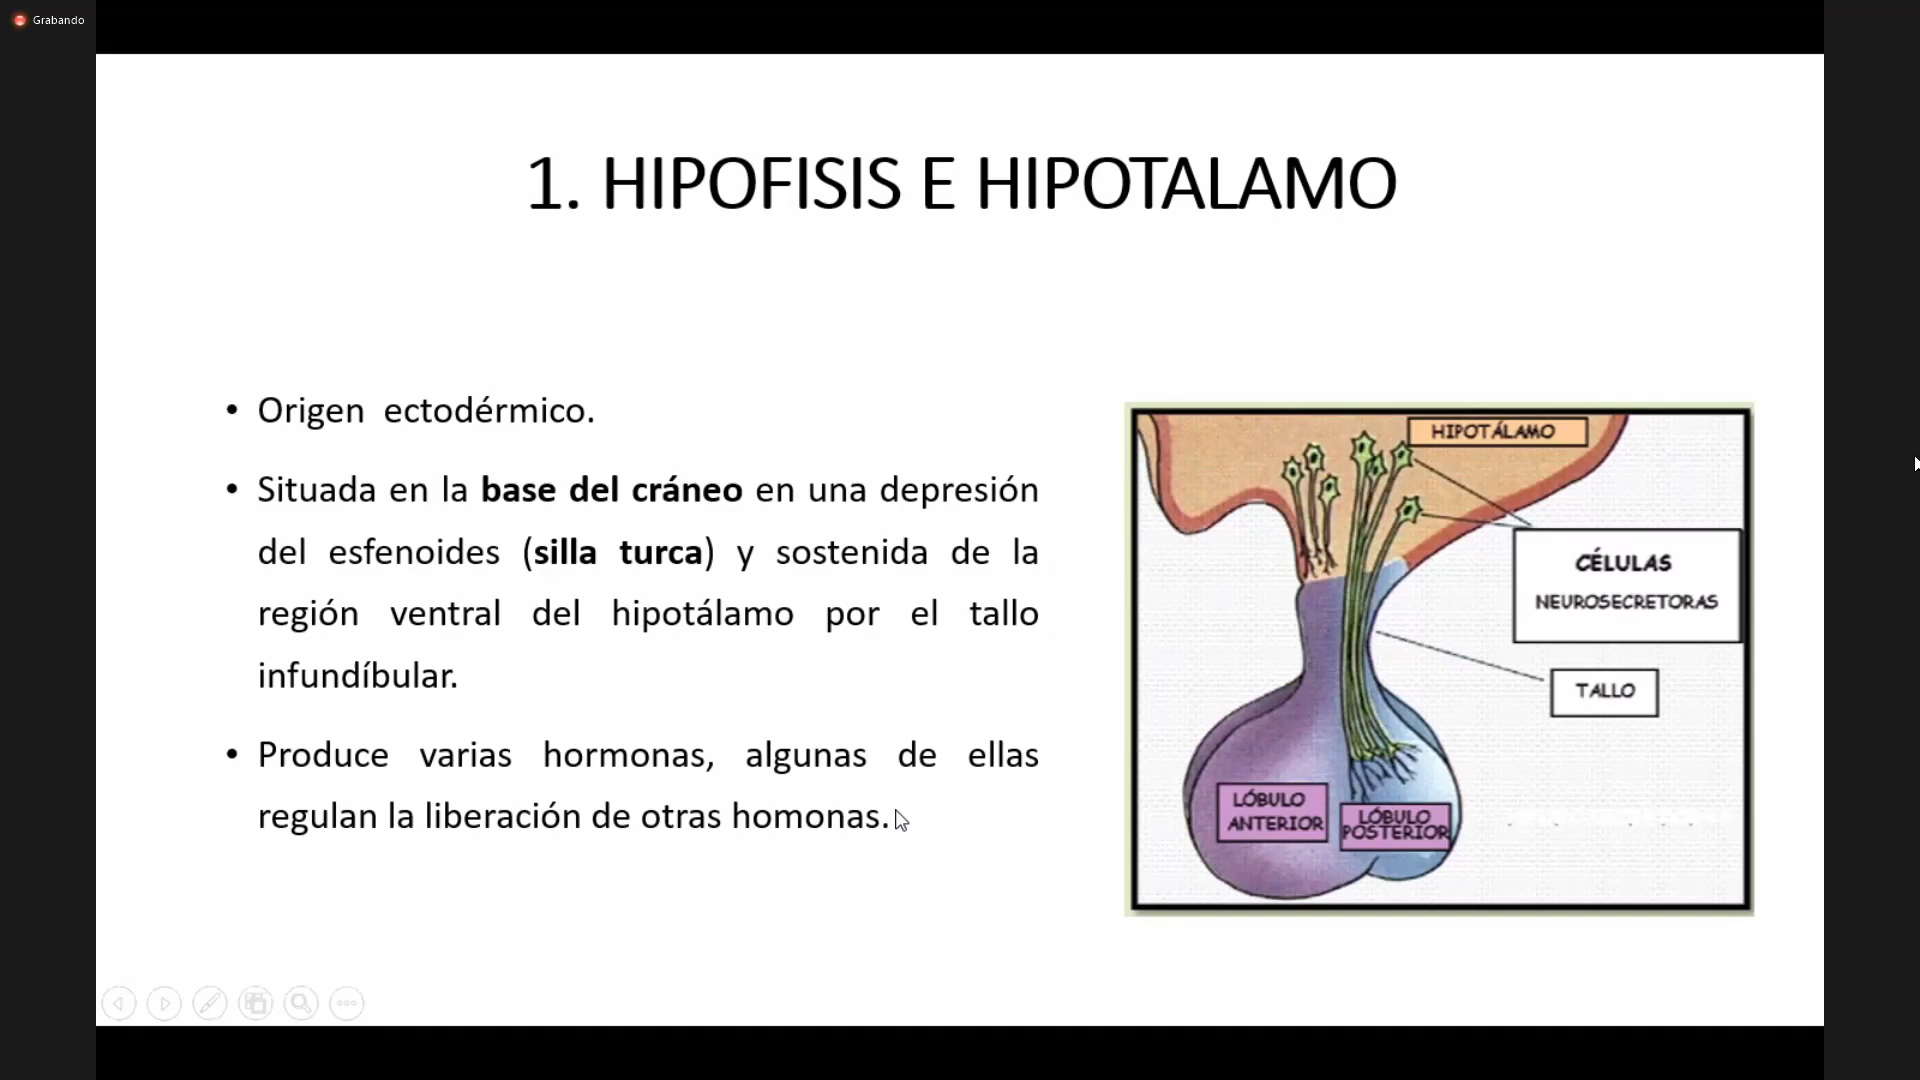 Grabando
1. HIPOFISIS E HIPOTALAMO
• Origen ectodérmico.
• Situada en la base del cráneo en una depresión
del esfenoides (silla turca) y sostenida de la
región ventral del hipotálamo por el tallo
infundíbular.
• Produce varias hormonas, algunas de ellas
regulan la liberación de otras homonas.
HIPOTÁLAMO
CÉLULAS
NEUROSECRETORAS
TALLO
LÓBULO
ANTERIOR
LÓBULO
POSTERIOR